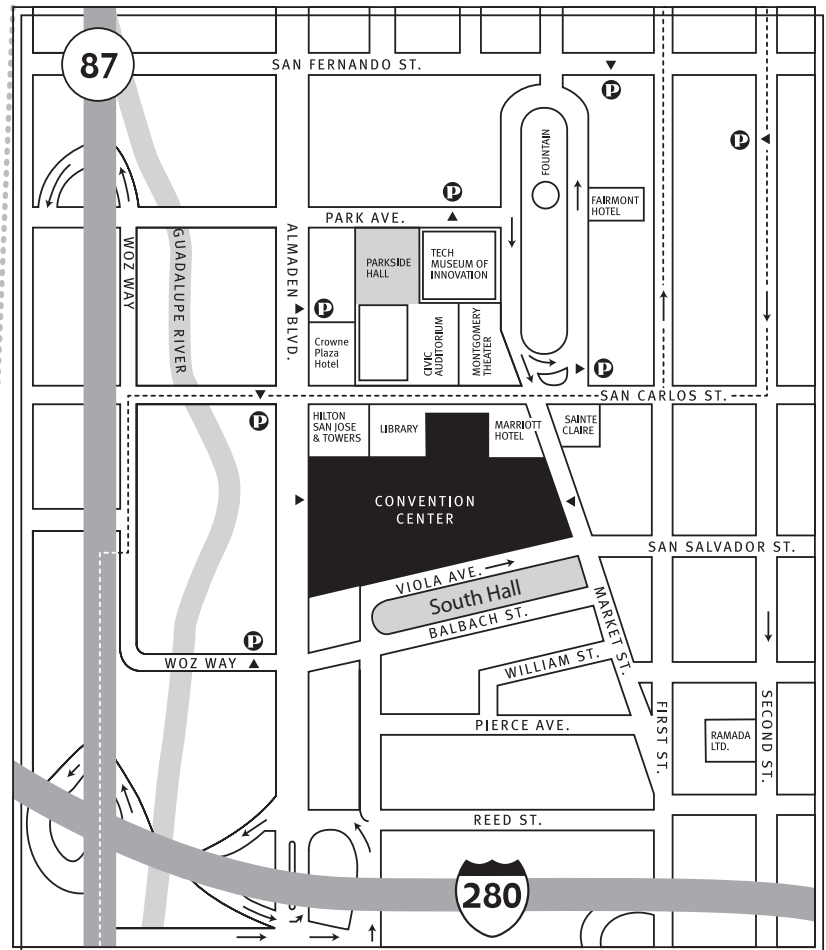 87
SAN FERNANDO ST.
P
P
FOUNTAIN
P
FAIRMONT
HOTEL
PARK AVE.
WOZ WAY
GUADALUPE RIVER
ALMADEN BLVD.
PARKSIDE
HALL
TECH
MUSEUM OF
INNOVATION
P
Crowne
Plaza
Hotel
CIVIC
AUDITORIUM
MONTGOMERY
THEATER
P
SAN CARLOS ST.
P
HILTON
SAN JOSE
& TOWERS
LIBRARY
MARRIOTT
HOTEL
SAINTE
CLAIRE
CONVENTION
CENTER
SAN SALVADOR ST.
VIOLA AVE.
South Hall
BALBACH ST.
MARKET ST.
P
WOZ WAY
WILLIAM ST.
PIERCE AVE.
FIRST ST.
RAMADA
LTD.
SECOND ST.
REED ST.
280